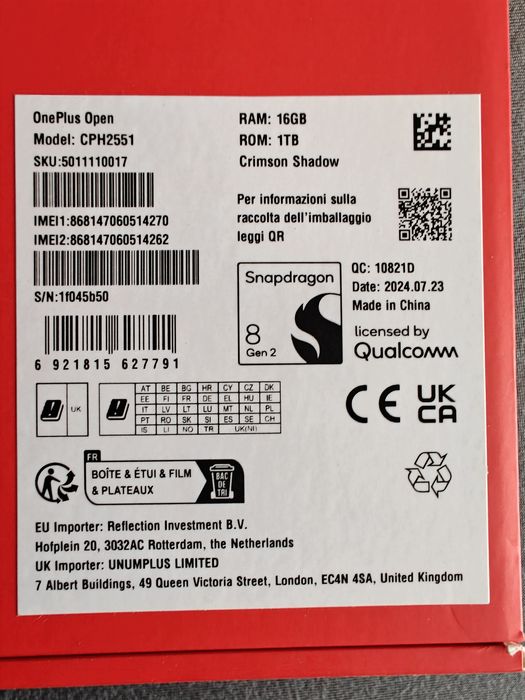 OnePlus Open
Model: CPH2551
SKU:5011110017
IMEI1:868147060514270
IMEI2:868147060514262
S/N:1f045b50
6 921815 627791
RAM: 16GB
ROM: 1TB
Crimson Shadow
Per informazioni sulla
raccolta dell'imballaggio
leggi QR
Snapdragon
8
Gen 2
QC: 10821D
Date: 2024.07.23
Made in China
licensed by
Qualcomm
UK
AT BE BG HR CY CZ DK
EE FI FR DE EL HU IE
IT LV LT LU MT NL PL
PT RO SK SI ES SE CH
IS LI NO TR UK(NI)
CE
UK
CA
FR
BOÎTE & ÉTUI & FILM
& PLATEAUX
BAC
DE
TRI
EU Importer: Reflection Investment B.V.
Hofplein 20, 3032AC Rotterdam, the Netherlands
UK Importer: UNUMPLUS LIMITED
7 Albert Buildings, 49 Queen Victoria Street, London, EC4N 4SA, United Kingdom